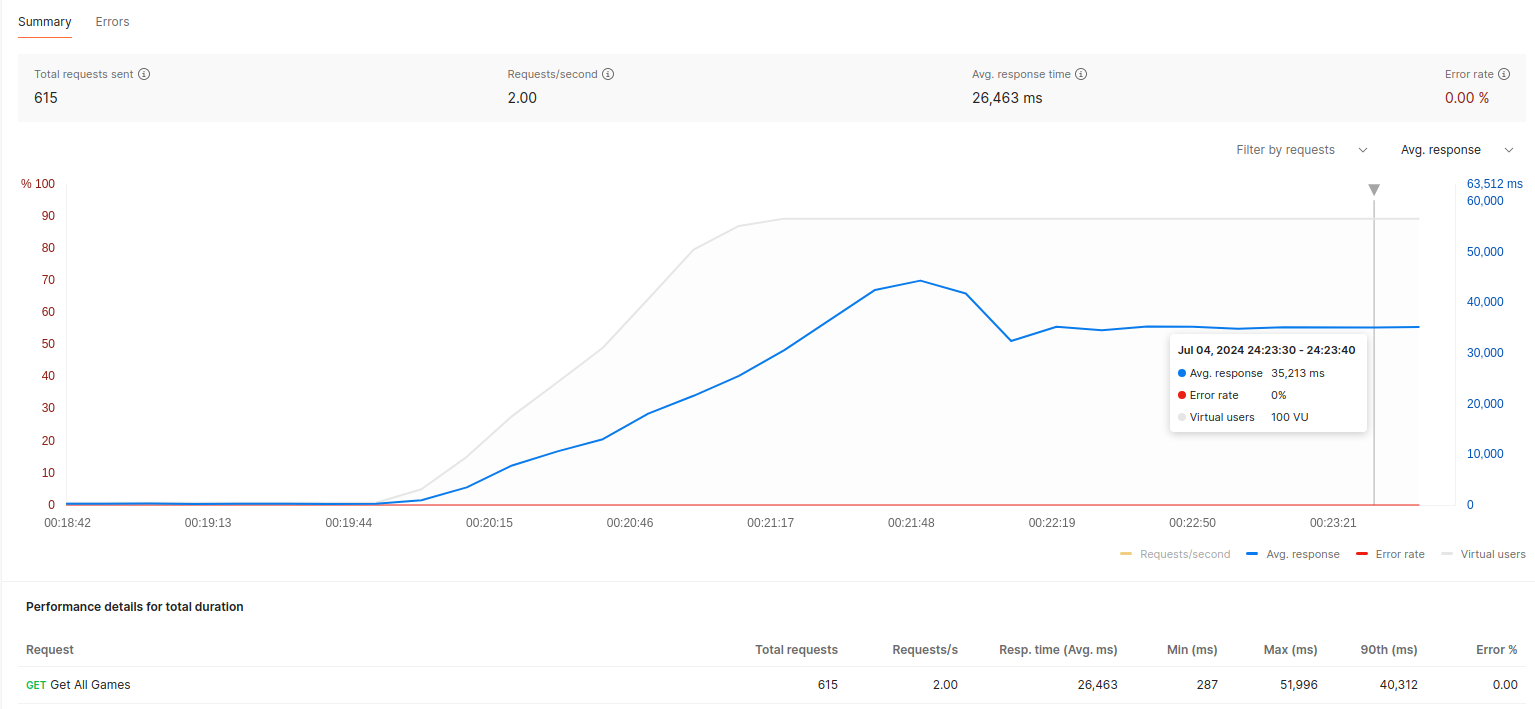 Summary Errors
Total requests sent Requests/second Avg. response time Error rate
615 2.00 26,463 ms 0.00 %
Filter by requests Avg. response
% 100 63,512 ms
60,000
90
80
50,000
70
60 40,000
50
30,000
40
30 20,000
20
10,000
10
0 0
Jul 04, 2024 24:23:30 - 24:23:40
Avg. response 35,213 ms
Error rate 0%
Virtual users 100 VU
00:18:42 00:19:13 00:19:44 00:20:15 00:20:46 00:21:17 00:21:48 00:22:19 00:22:50 00:23:21
Requests/second Avg. response Error rate Virtual users
Performance details for total duration
Request Total requests Requests/s Resp. time (Avg. ms) Min (ms) Max (ms) 90th (ms) Error %
GET Get All Games 615 2.00 26,463 287 51,996 40,312 0.00